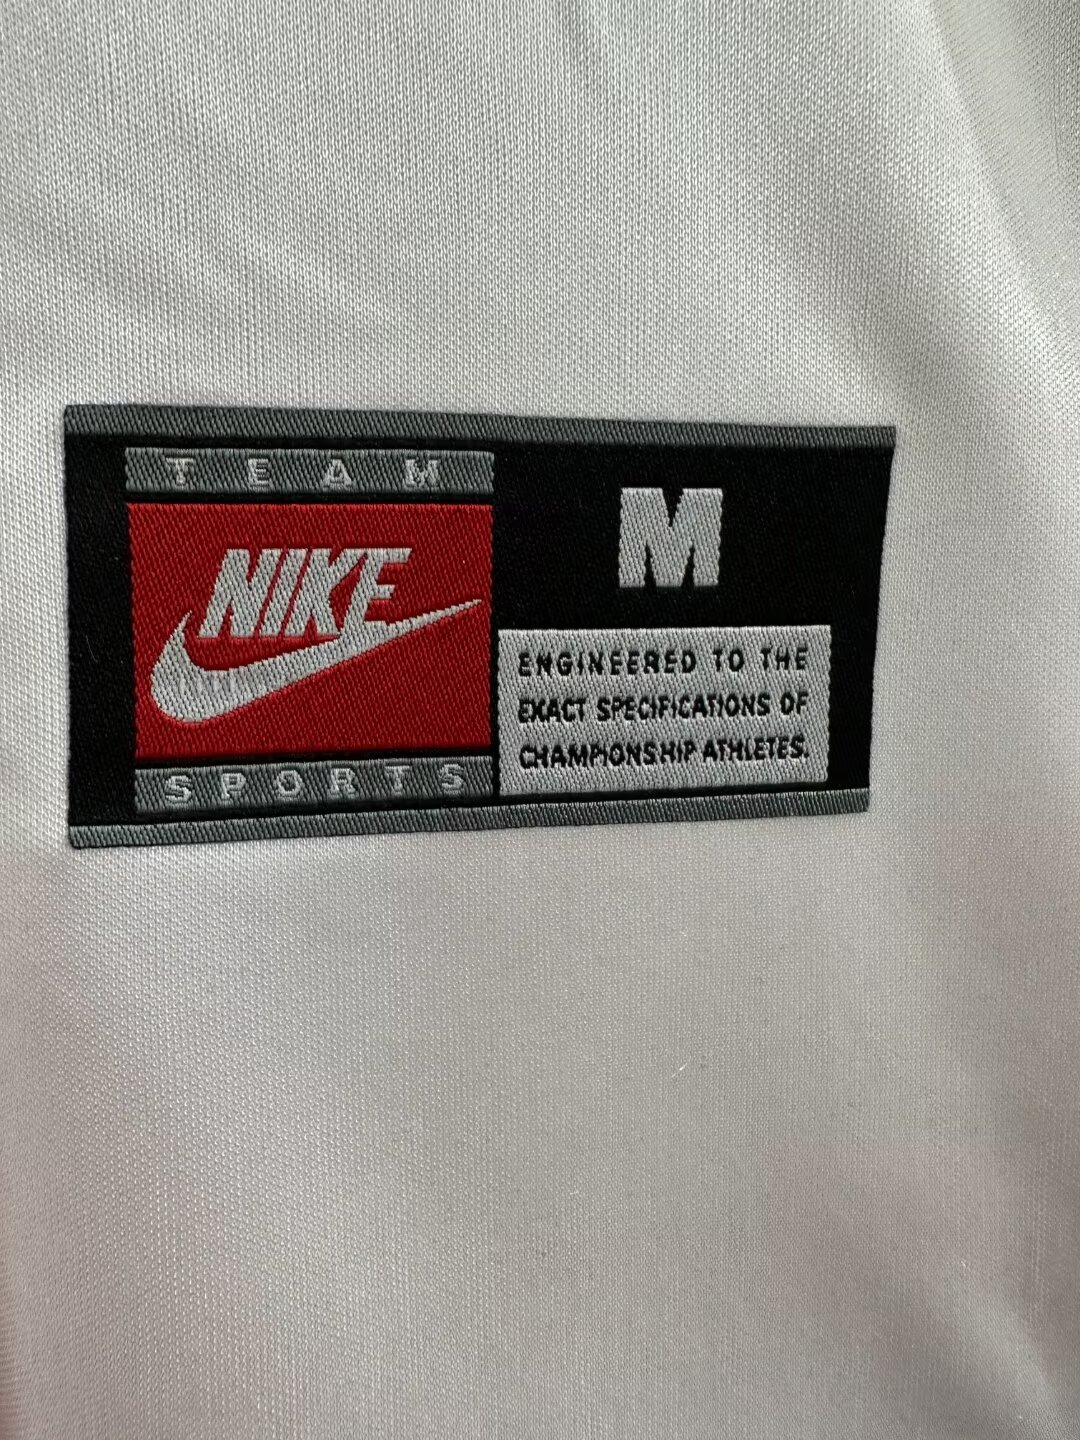 TEAM
NIKE
SPORTS
M
ENGINEERED TO THE
EXACT SPECIFICATIONS OF
CHAMPIONSHIP ATHLETES.